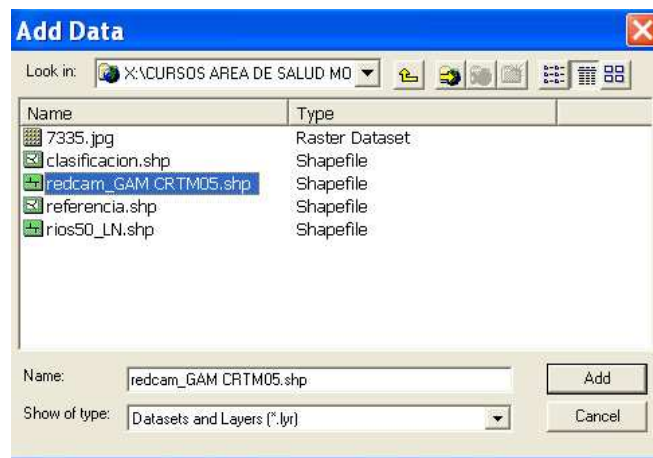 Add Data
Look in: X:\CURSOS AREA DE SALUD MO
Name Type
7335.jpg Raster Dataset
clasificacion.shp Shapefile
redcam_GAM CRTM05.shp Shapefile
referencia.shp Shapefile
rios50_LN.shp Shapefile
Name: redcam_GAM CRTM05.shp Add
Show of type: Datasets and Layers (*.lyr) Cancel